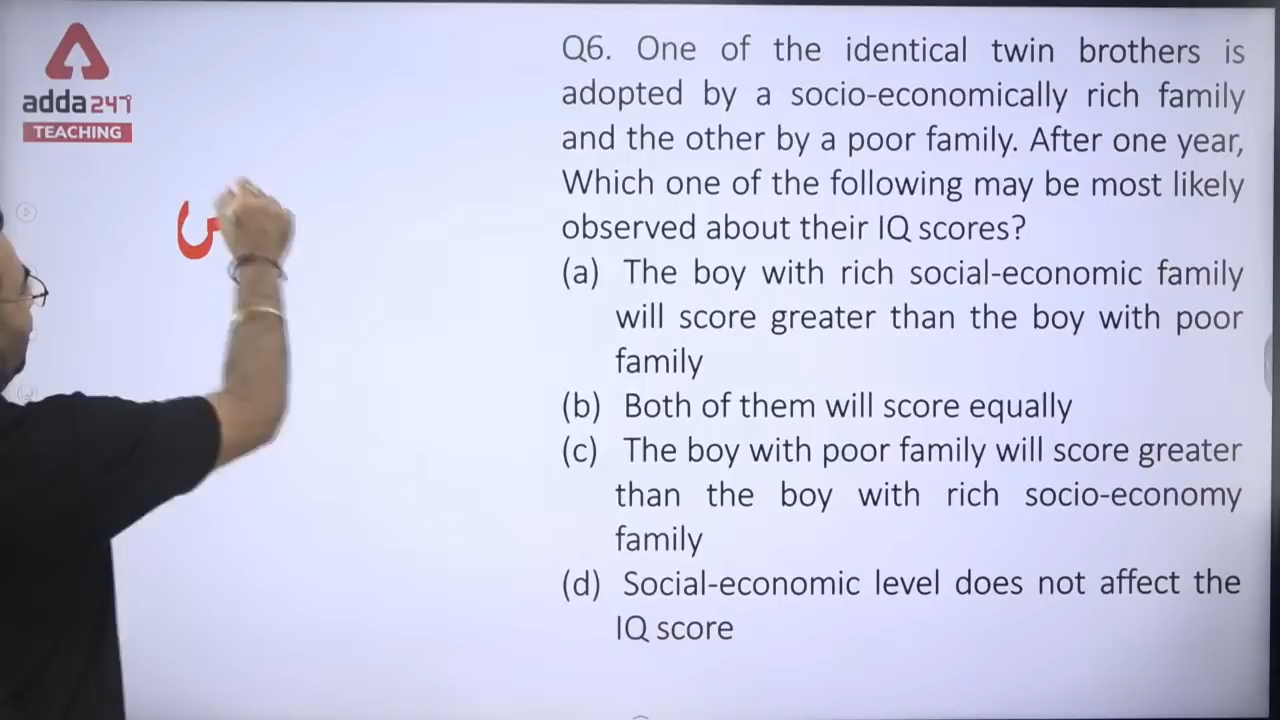 adda247
TEACHING
Q6. One of the identical twin brothers is
adopted by a socio-economically rich family
and the other by a poor family. After one year,
Which one of the following may be most likely
observed about their IQ scores?
(a) The boy with rich social-economic family
will score greater than the boy with poor
family
(b) Both of them will score equally
(c) The boy with poor family will score greater
than the boy with rich socio-economy
family
(d) Social-economic level does not affect the
IQ score